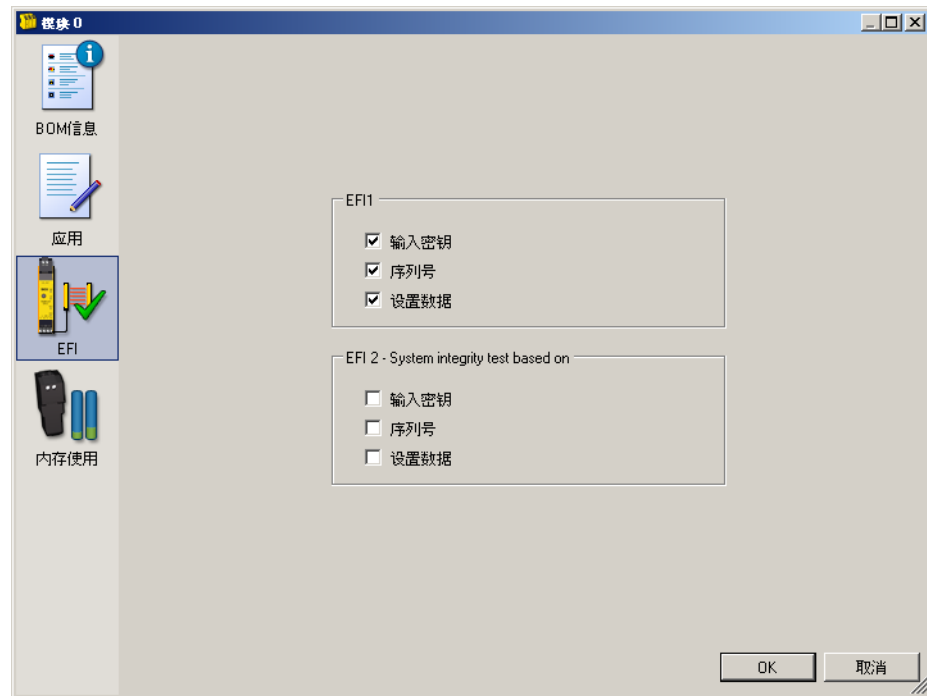 模块 0
BOM信息
应用
EFI
内存使用
EFI1
输入密钥
序列号
设置数据
EFI 2 - System integrity test based on
输入密钥
序列号
设置数据
OK
取消